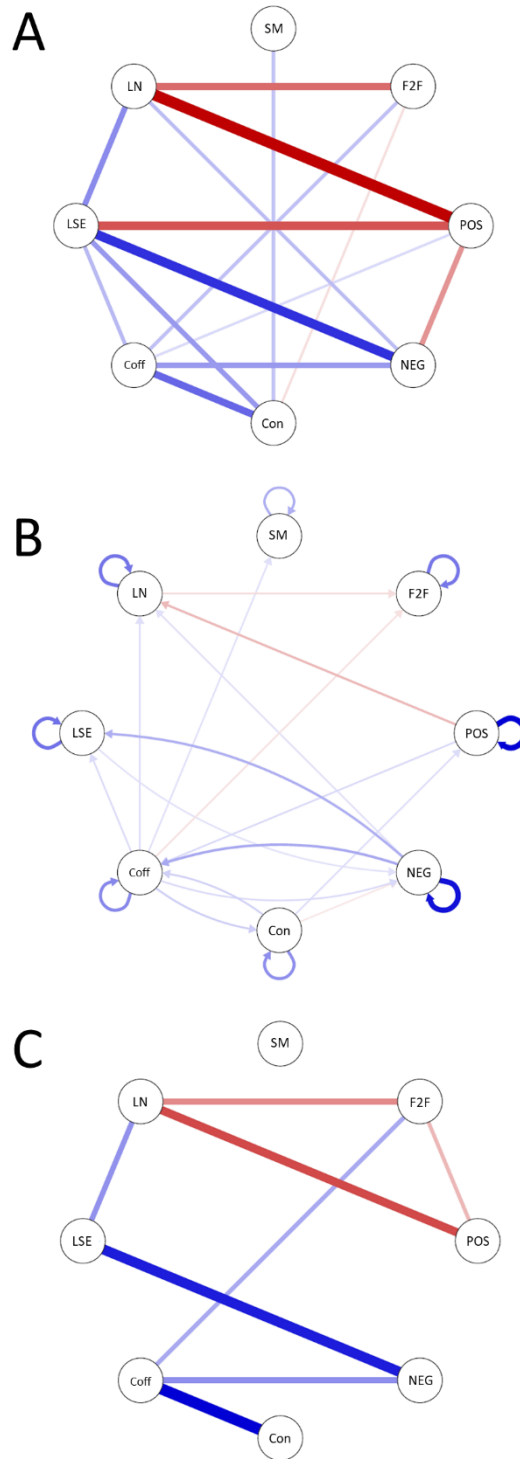 A
SM
LN
F2F
LSE
POS
Coff
NEG
Con
B
SM
LN
F2F
LSE
POS
Coff
NEG
Con
C
SM
LN
F2F
LSE
POS
Coff
NEG
Con